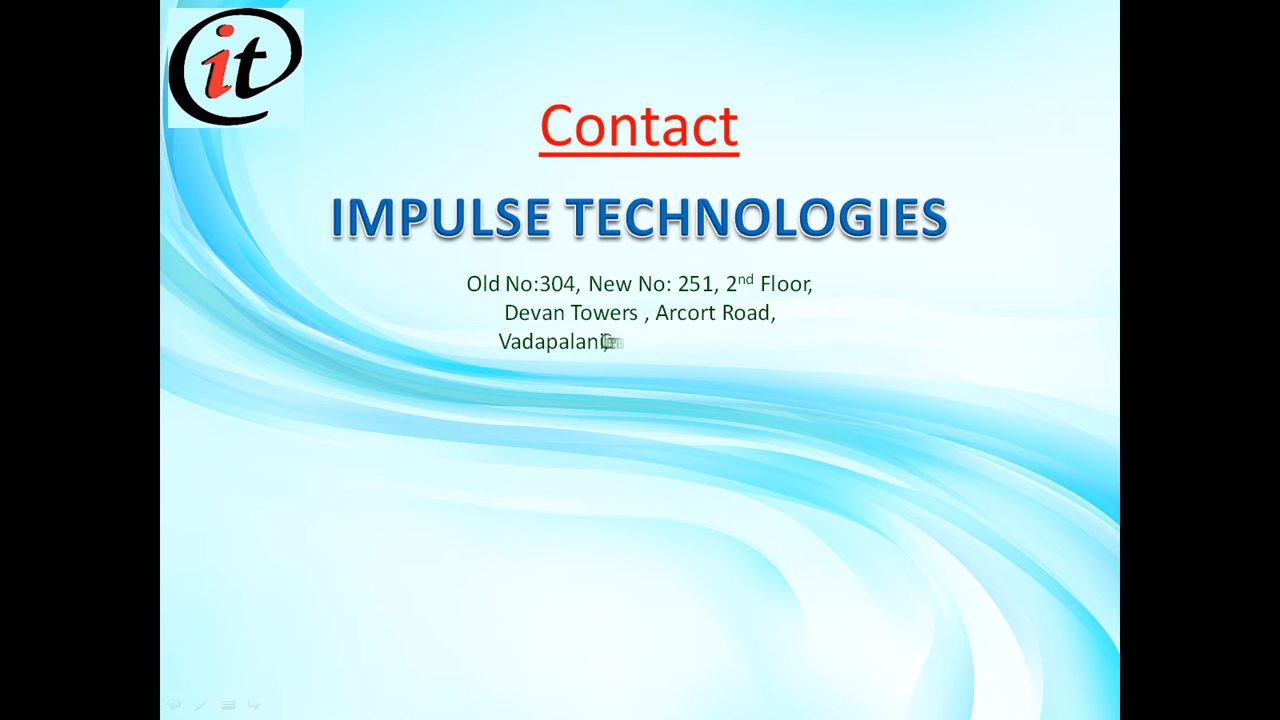 it
Contact
IMPULSE TECHNOLOGIES
Old No:304, New No: 251, 2nd Floor,
Devan Towers , Arcort Road,
Vadapalani,